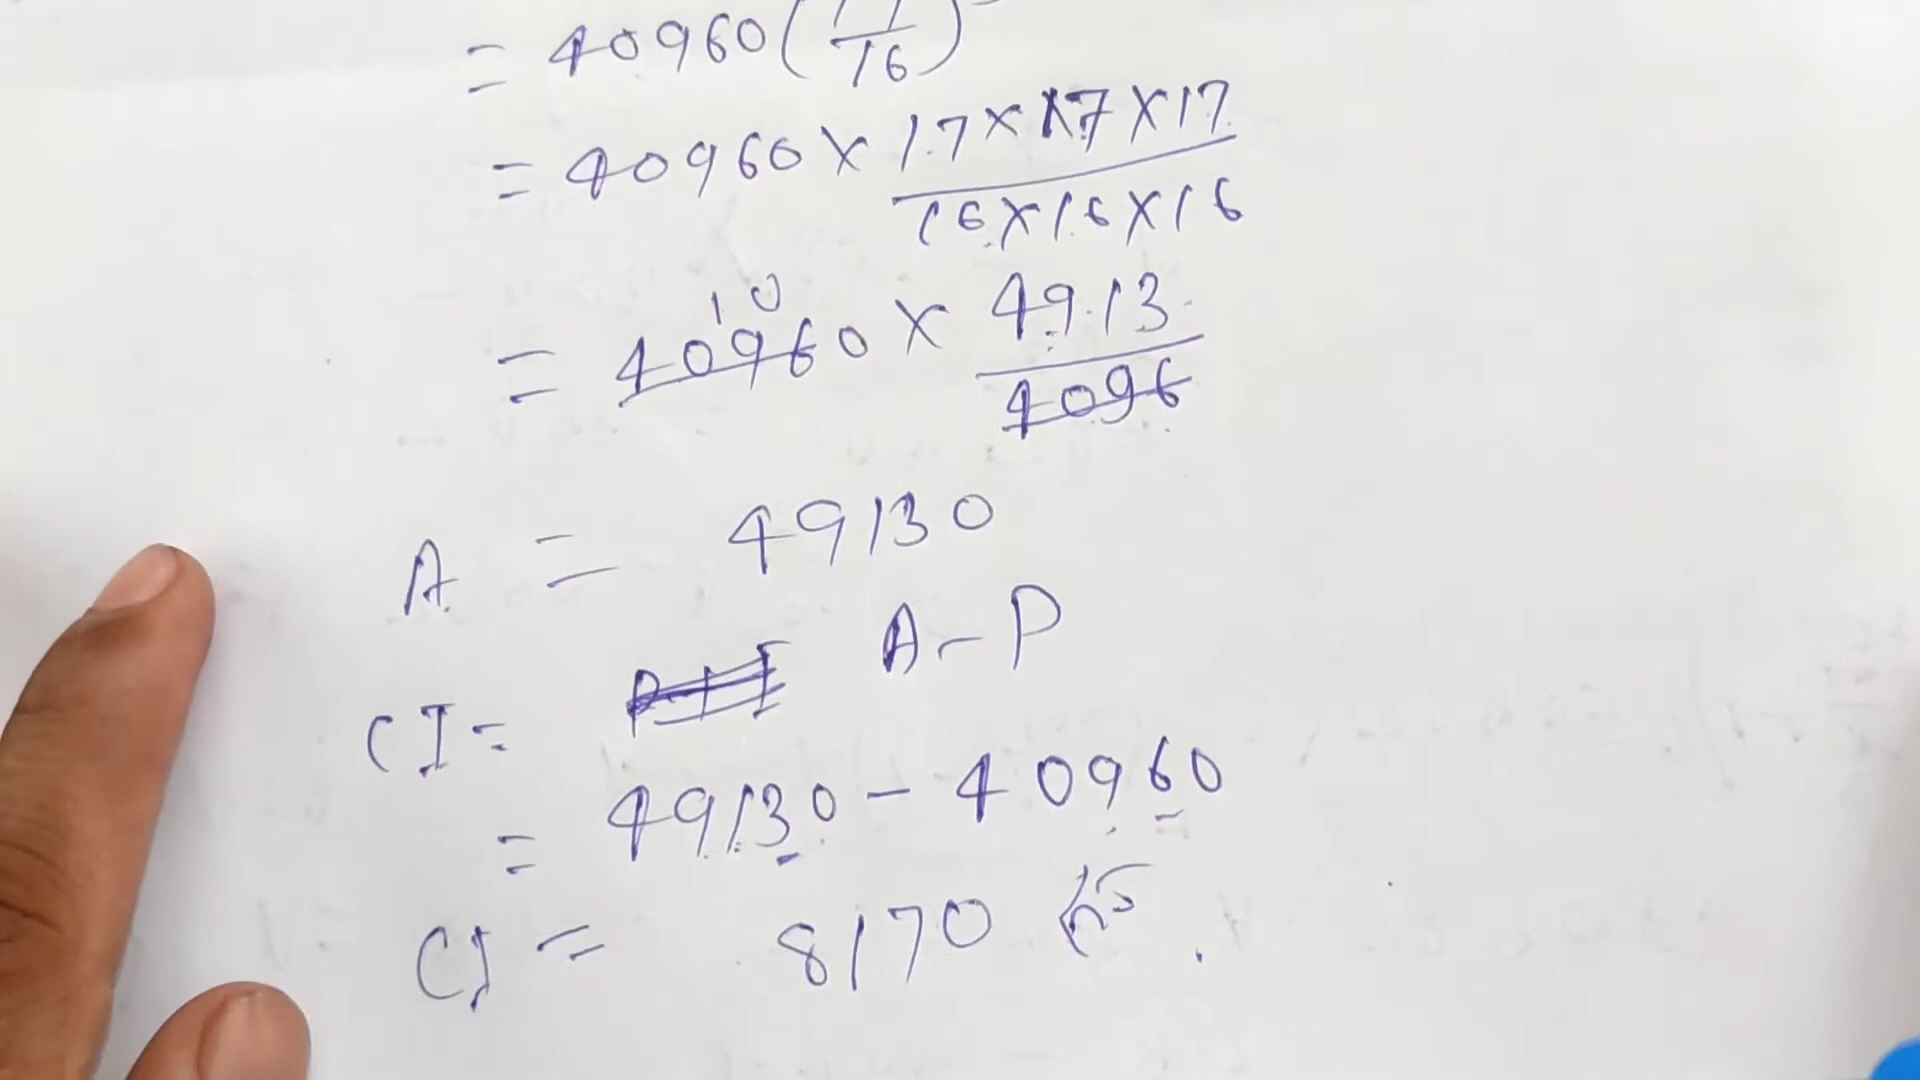 = 40960(17/16)
= 40960 × 17×17×17 / 16×16×16
10
= 40960 × 4913 / 4096
A = 49130
CI = A-P
= 49130 - 40960
CI = 8170